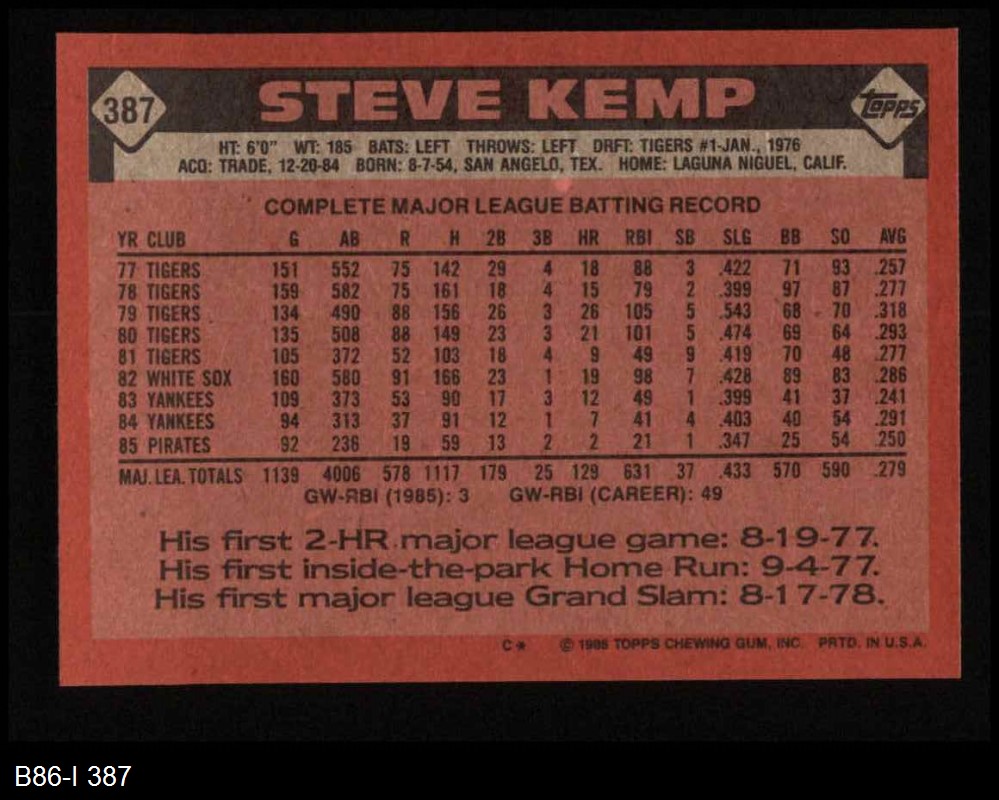 387
STEVE KEMP
Topps
HT: 6'0" WT: 185 BATS: LEFT THROWS: LEFT DRFT: TIGERS #1-JAN., 1976
ACQ: TRADE, 12-20-84 BORN: 8-7-54, SAN ANGELO, TEX. HOME: LAGUNA NIGUEL, CALIF.
COMPLETE MAJOR LEAGUE BATTING RECORD
YR CLUB G AB R H 2B 3B HR RBI SB SLG BB SO AVG
77 TIGERS 151 552 75 142 29 4 18 88 3 .422 71 93 .257
78 TIGERS 159 582 75 161 18 4 15 79 2 .399 97 87 .277
79 TIGERS 134 490 88 156 26 3 26 105 5 .543 68 70 .318
80 TIGERS 135 508 88 149 23 3 21 101 5 .474 69 64 .293
81 TIGERS 105 372 52 103 18 4 9 49 9 .419 70 48 .277
82 WHITE SOX 160 580 91 166 23 1 19 98 7 .428 89 83 .286
83 YANKEES 109 373 53 90 17 3 12 49 1 .399 41 37 .241
84 YANKEES 94 313 37 91 12 1 7 41 4 .403 40 54 .291
85 PIRATES 92 236 19 59 13 2 2 21 1 .347 25 54 .250
MAJ. LEA. TOTALS 1139 4006 578 1117 179 25 129 631 37 .433 570 590 .279
GW-RBI (1985): 3 GW-RBI (CAREER): 49
His first 2-HR major league game: 8-19-77.
His first inside-the-park Home Run: 9-4-77.
His first major league Grand Slam: 8-17-78.
C* © 1986 TOPPS CHEWING GUM, INC. PRTD. IN U.S.A.
B86-I 387